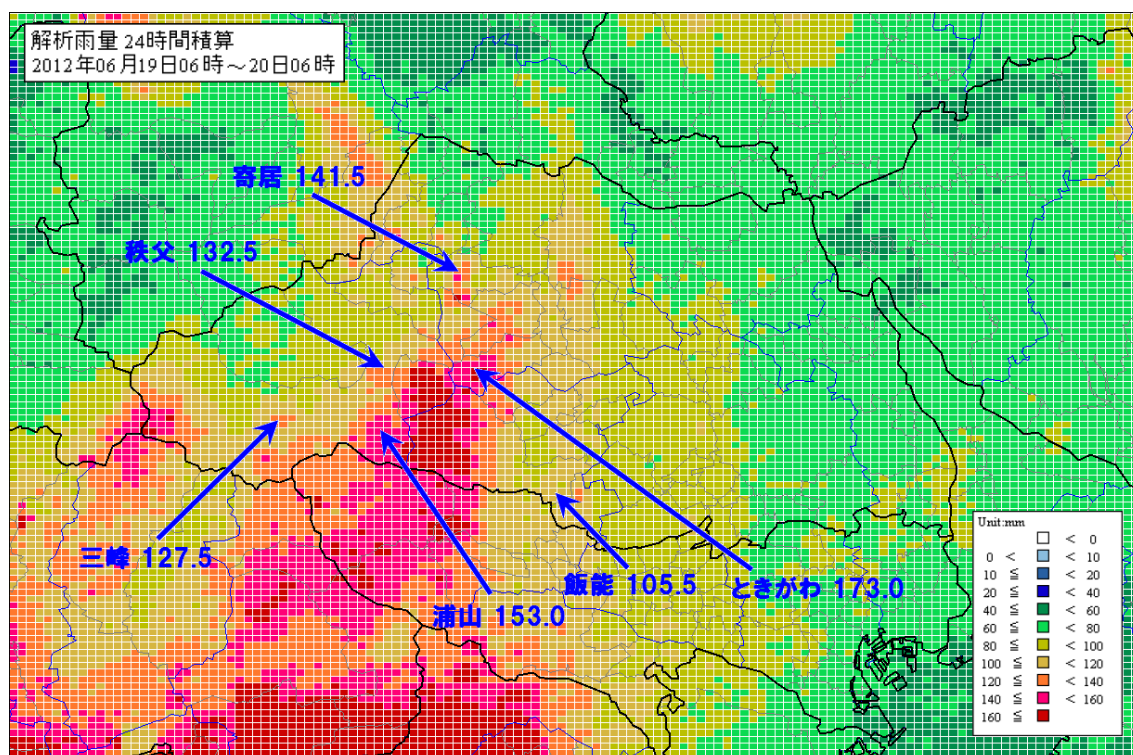 解析雨量 24時間積算
2012年06月19日06時～20日06時
寄居 141.5
秩父 132.5
三峰 127.5
浦山 153.0
飯能 105.5
ときがわ 173.0
Unit:mm
< 0
0 < < 10
10 ≦ < 20
20 ≦ < 40
40 ≦ < 60
60 ≦ < 80
80 ≦ < 100
100 ≦ < 120
120 ≦ < 140
140 ≦ < 160
160 ≦